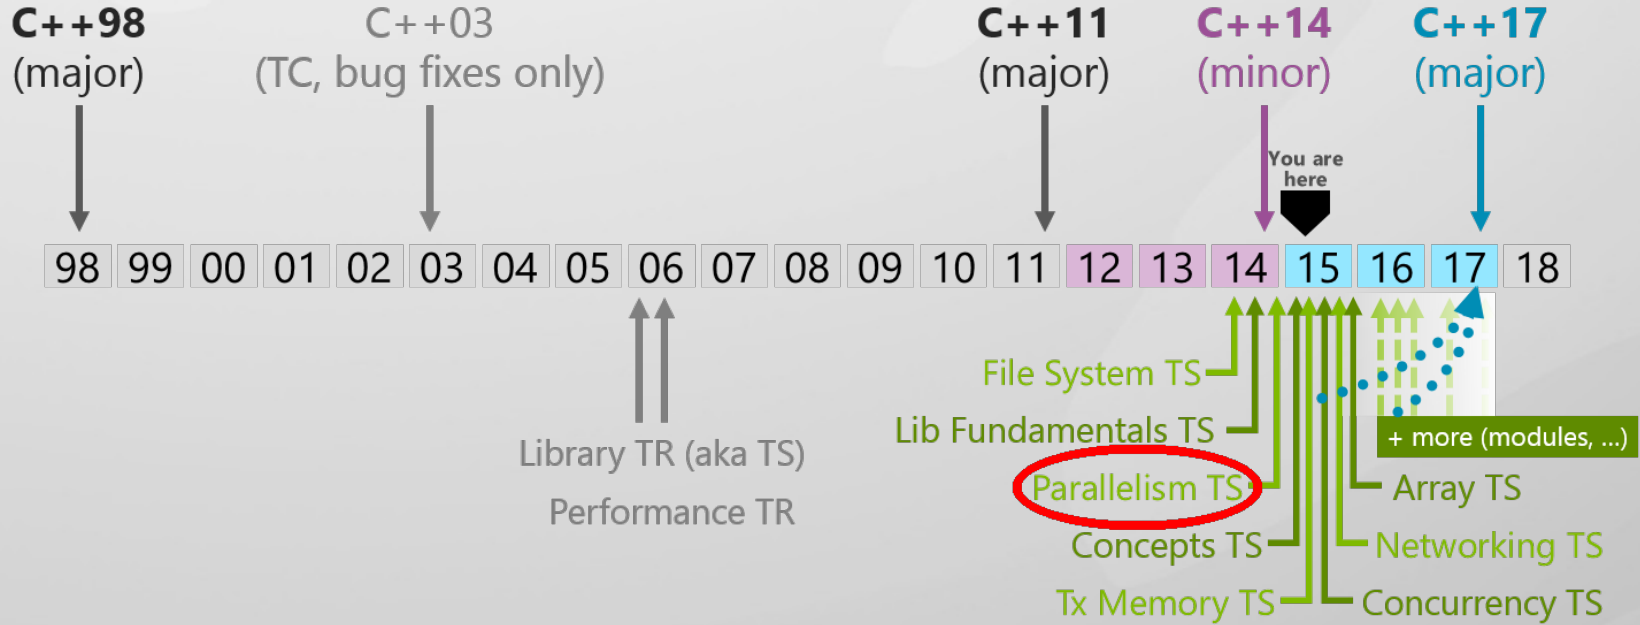 C++98
(major)
C++03
(TC, bug fixes only)
C++11
(major)
C++14
(minor)
C++17
(major)
You are
here
98 99 00 01 02 03 04 05 06 07 08 09 10 11 12 13 14 15 16 17 18
File System TS
Lib Fundamentals TS
+ more (modules, ...)
Library TR (aka TS)
Parallelism TS
Array TS
Performance TR
Concepts TS
Networking TS
Tx Memory TS
Concurrency TS